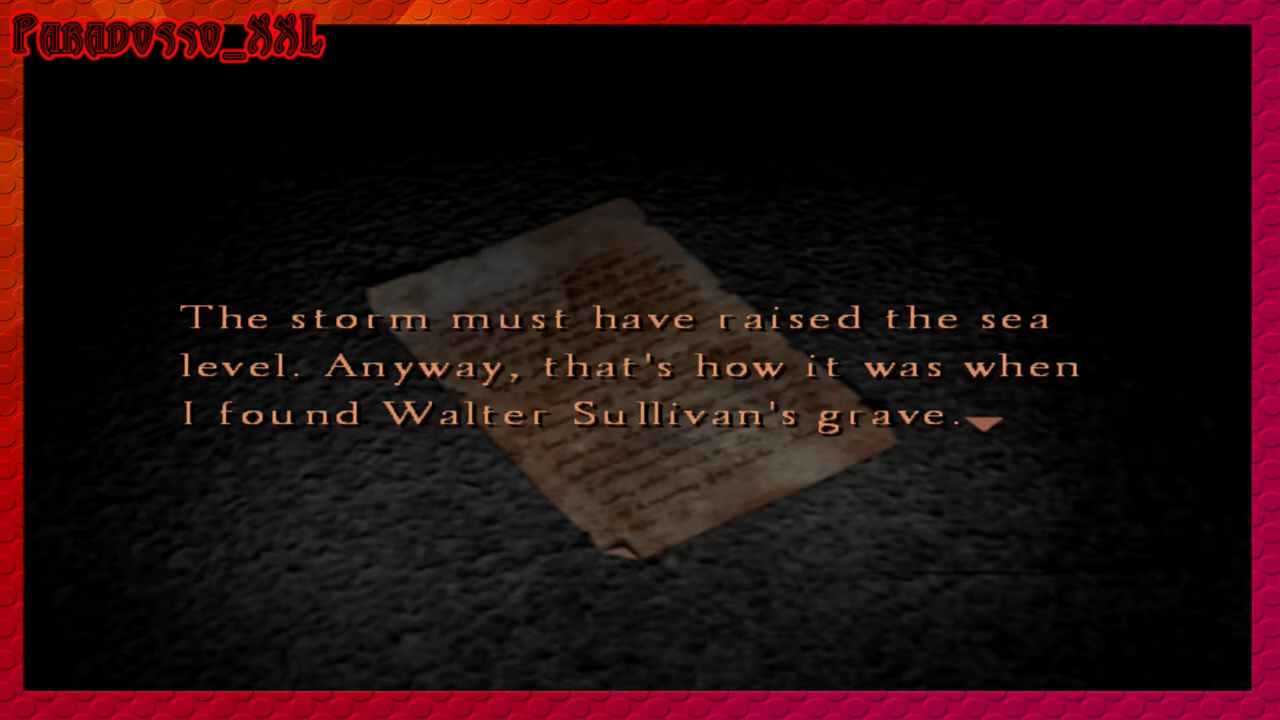 Paradosso_XXL
The storm must have raised the sea
level. Anyway, that's how it was when
I found Walter Sullivan's grave.